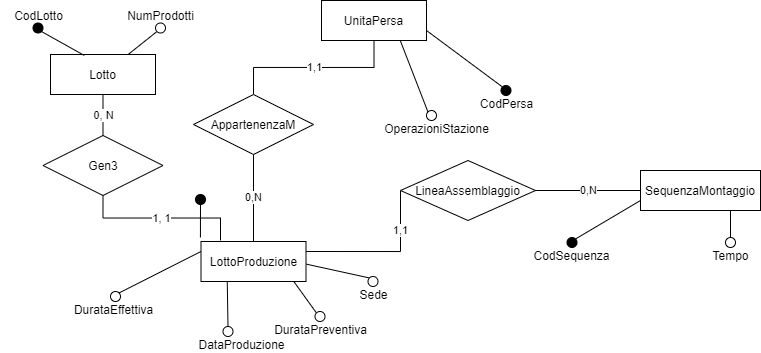 CodLotto
NumProdotti
UnitaPersa
Lotto
1,1
CodPersa
0, N
AppartenenzaM
OperazioniStazione
Gen3
LineaAssemblaggio
0,N
SequenzaMontaggio
0,N
1, 1
1,1
CodSequenza
Tempo
LottoProduzione
Sede
DurataEffettiva
DurataPreventiva
DataProduzione